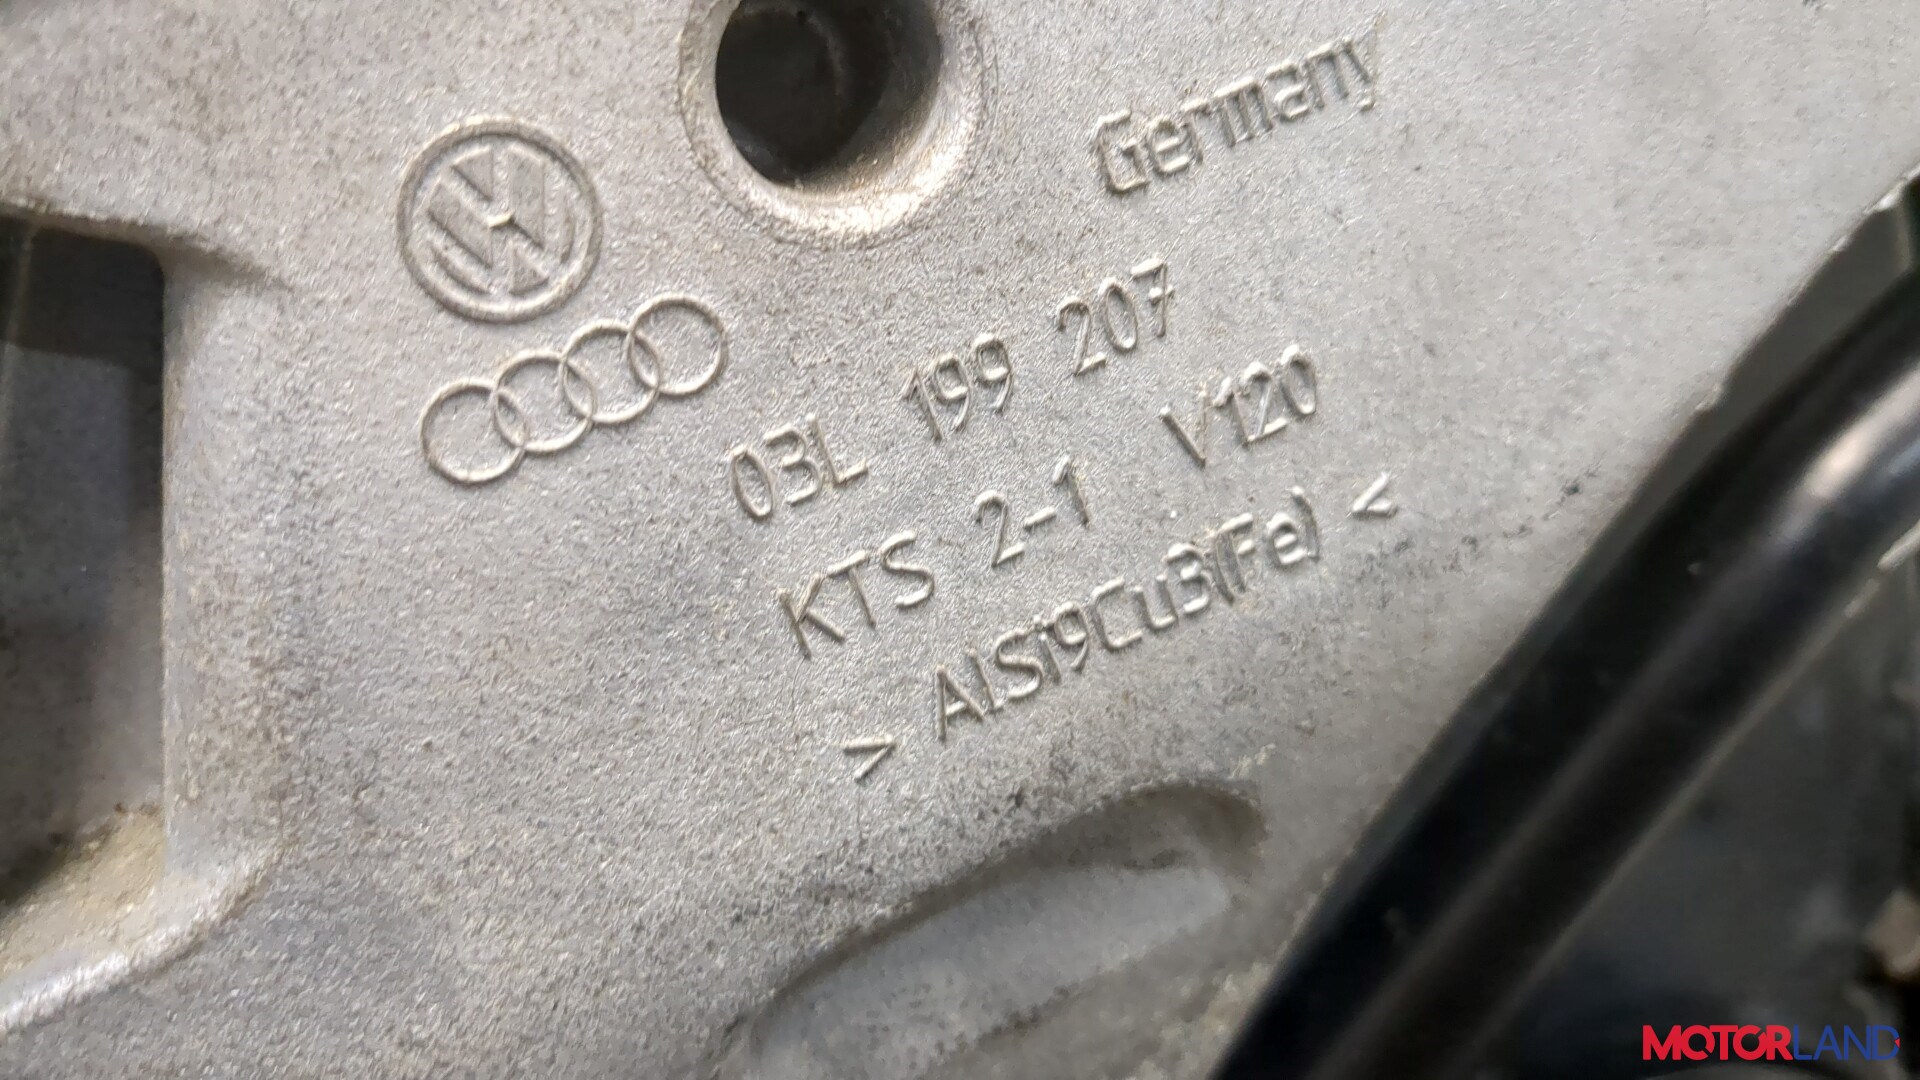 Germany
03L 199 207
KTS 2-1 V120
> AlSi9Cu3(Fe) <
MOTORLAND